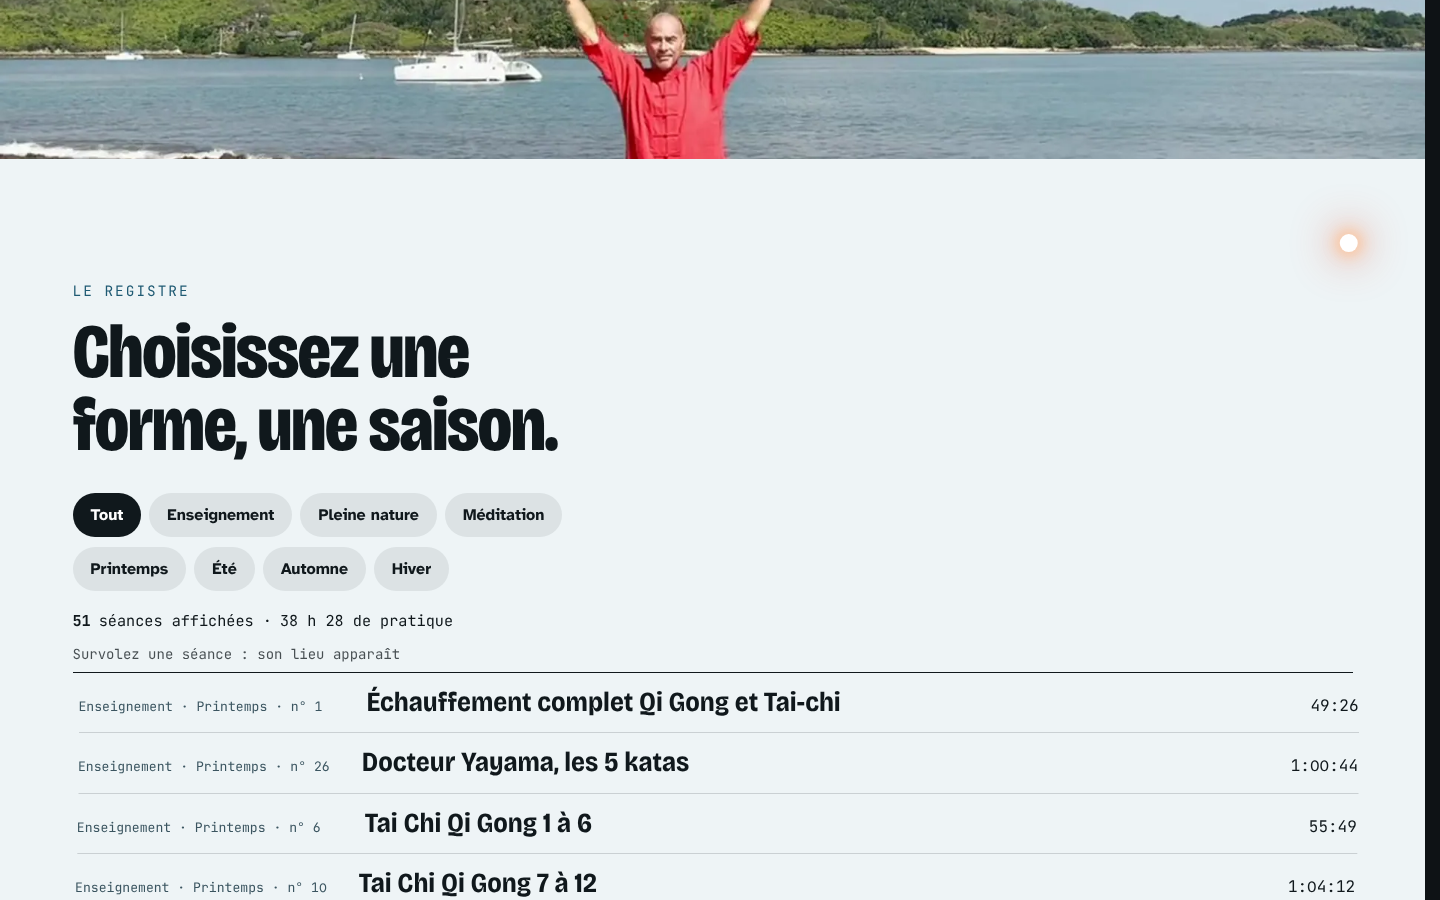 LE REGISTRE
Choisissez une
forme, une saison.
Tout
Enseignement
Pleine nature
Méditation
Printemps
Été
Automne
Hiver
51 séances affichées · 38 h 28 de pratique
Survolez une séance : son lieu apparaît
Enseignement · Printemps · n° 1 Échauffement complet Qi Gong et Tai-chi 49:26
Enseignement · Printemps · n° 26 Docteur Yayama, les 5 katas 1:00:44
Enseignement · Printemps · n° 6 Tai Chi Qi Gong 1 à 6 55:49
Enseignement · Printemps · n° 10 Tai Chi Qi Gong 7 à 12 1:04:12